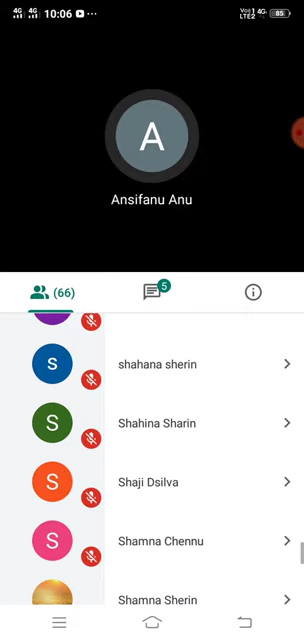 4G 4G 10:06 ... Vo) 1 LTE2 4G 85
A
Ansifanu Anu
(66) 5
s shahana sherin
S Shahina Sharin
S Shaji Dsilva
S Shamna Chennu
Shamna Sherin